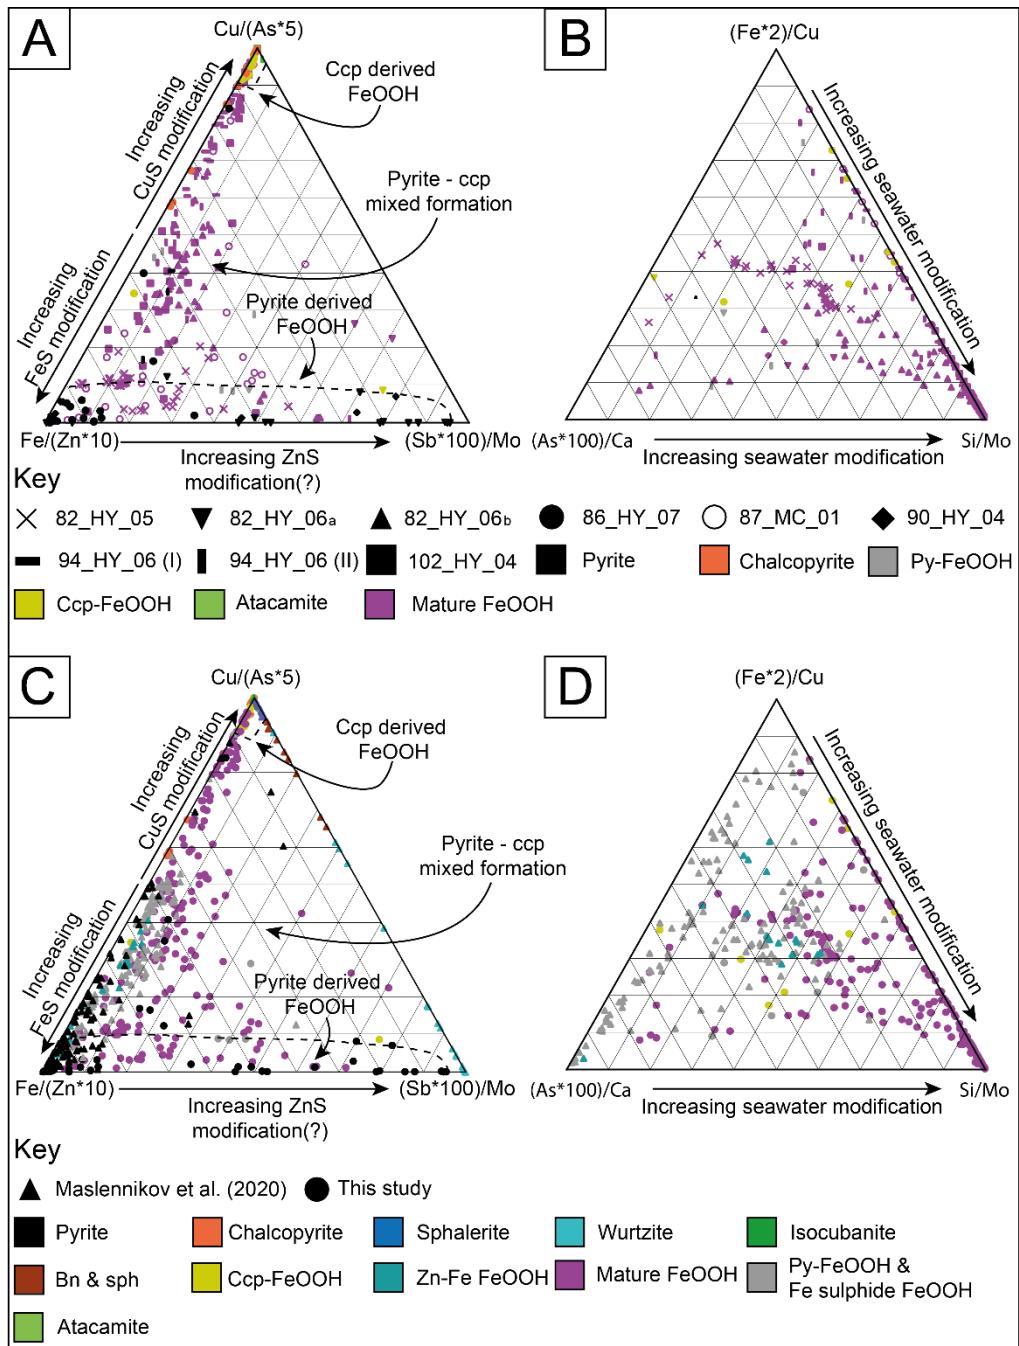 A
Cu/(As*5)
Increasing
CuS modification
Increasing
FeS modification
Ccp derived
FeOOH
Pyrite - ccp
mixed formation
Pyrite derived
FeOOH
Fe/(Zn*10)
(Sb*100)/Mo
Increasing ZnS
modification(?)
B
(Fe*2)/Cu
Increasing seawater modification
(As*100)/Ca
Si/Mo
Increasing seawater modification
Key
82_HY_05
82_HY_06a
82_HY_06b
86_HY_07
87_MC_01
90_HY_04
94_HY_06 (I)
94_HY_06 (II)
102_HY_04
Pyrite
Chalcopyrite
Py-FeOOH
Ccp-FeOOH
Atacamite
Mature FeOOH
C
Cu/(As*5)
Increasing
CuS modification
Increasing
FeS modification
Ccp derived
FeOOH
Pyrite - ccp
mixed formation
Pyrite derived
FeOOH
Fe/(Zn*10)
(Sb*100)/Mo
Increasing ZnS
modification(?)
D
(Fe*2)/Cu
Increasing seawater modification
(As*100)/Ca
Si/Mo
Increasing seawater modification
Key
Maslennikov et al. (2020)
This study
Pyrite
Chalcopyrite
Sphalerite
Wurtzite
Isocubanite
Bn & sph
Ccp-FeOOH
Zn-Fe FeOOH
Mature FeOOH
Py-FeOOH &
Fe sulphide FeOOH
Atacamite